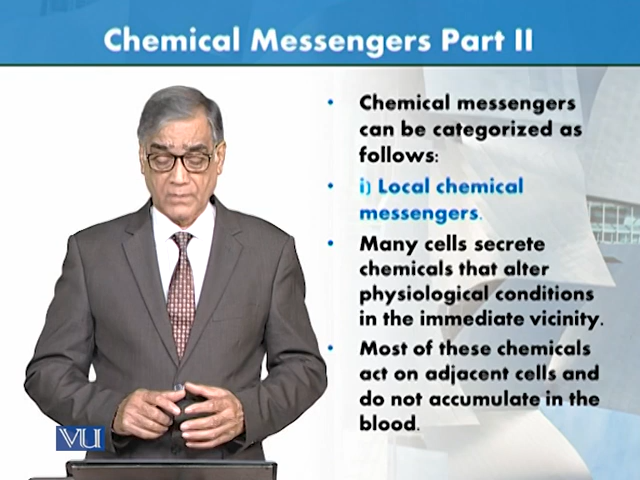 Chemical Messengers Part II
• Chemical messengers
can be categorized as
follows:
• i) Local chemical
messengers.
• Many cells secrete
chemicals that alter
physiological conditions
in the immediate vicinity.
• Most of these chemicals
act on adjacent cells and
do not accumulate in the
blood.
VU